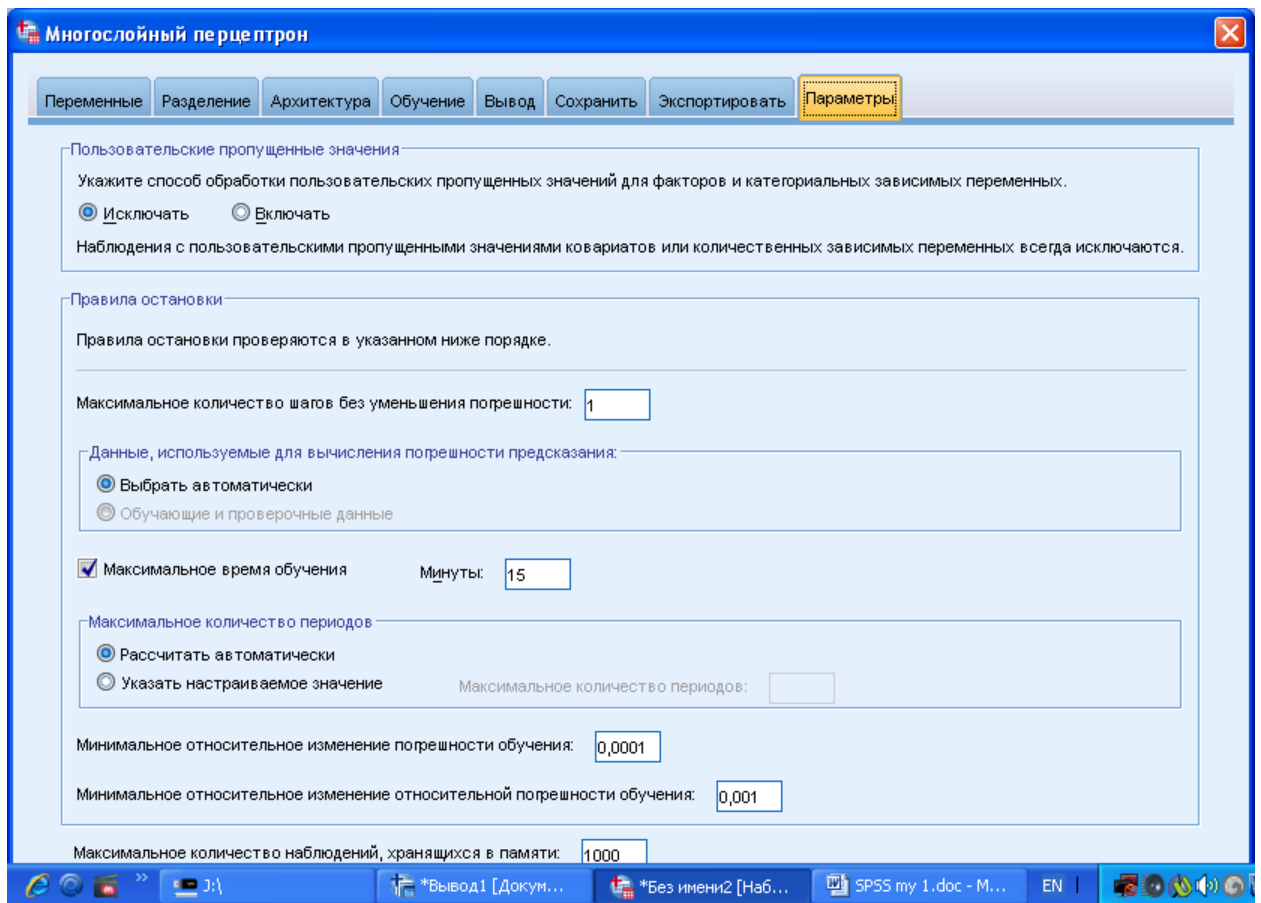 Многослойный перцептрон
Переменные Разделение Архитектура Обучение Вывод Сохранить Экспортировать Параметры
Пользовательские пропущенные значения
Укажите способ обработки пользовательских пропущенных значений для факторов и категориальных зависимых переменных.
Исключать Включать
Наблюдения с пользовательскими пропущенными значениями ковариатов или количественных зависимых переменных всегда исключаются.
Правила остановки
Правила остановки проверяются в указанном ниже порядке.
Максимальное количество шагов без уменьшения погрешности: 1
Данные, используемые для вычисления погрешности предсказания:
Выбрать автоматически
Обучающие и проверочные данные
Максимальное время обучения Минуты: 15
Максимальное количество периодов
Рассчитать автоматически
Указать настраиваемое значение Максимальное количество периодов:
Минимальное относительное изменение погрешности обучения: 0,0001
Минимальное относительное изменение относительной погрешности обучения: 0,001
Максимальное количество наблюдений, хранящихся в памяти: 1000
» J:\ *Вывод1 [Докум... *Без имени2 [Наб... SPSS my 1.doc - M... EN